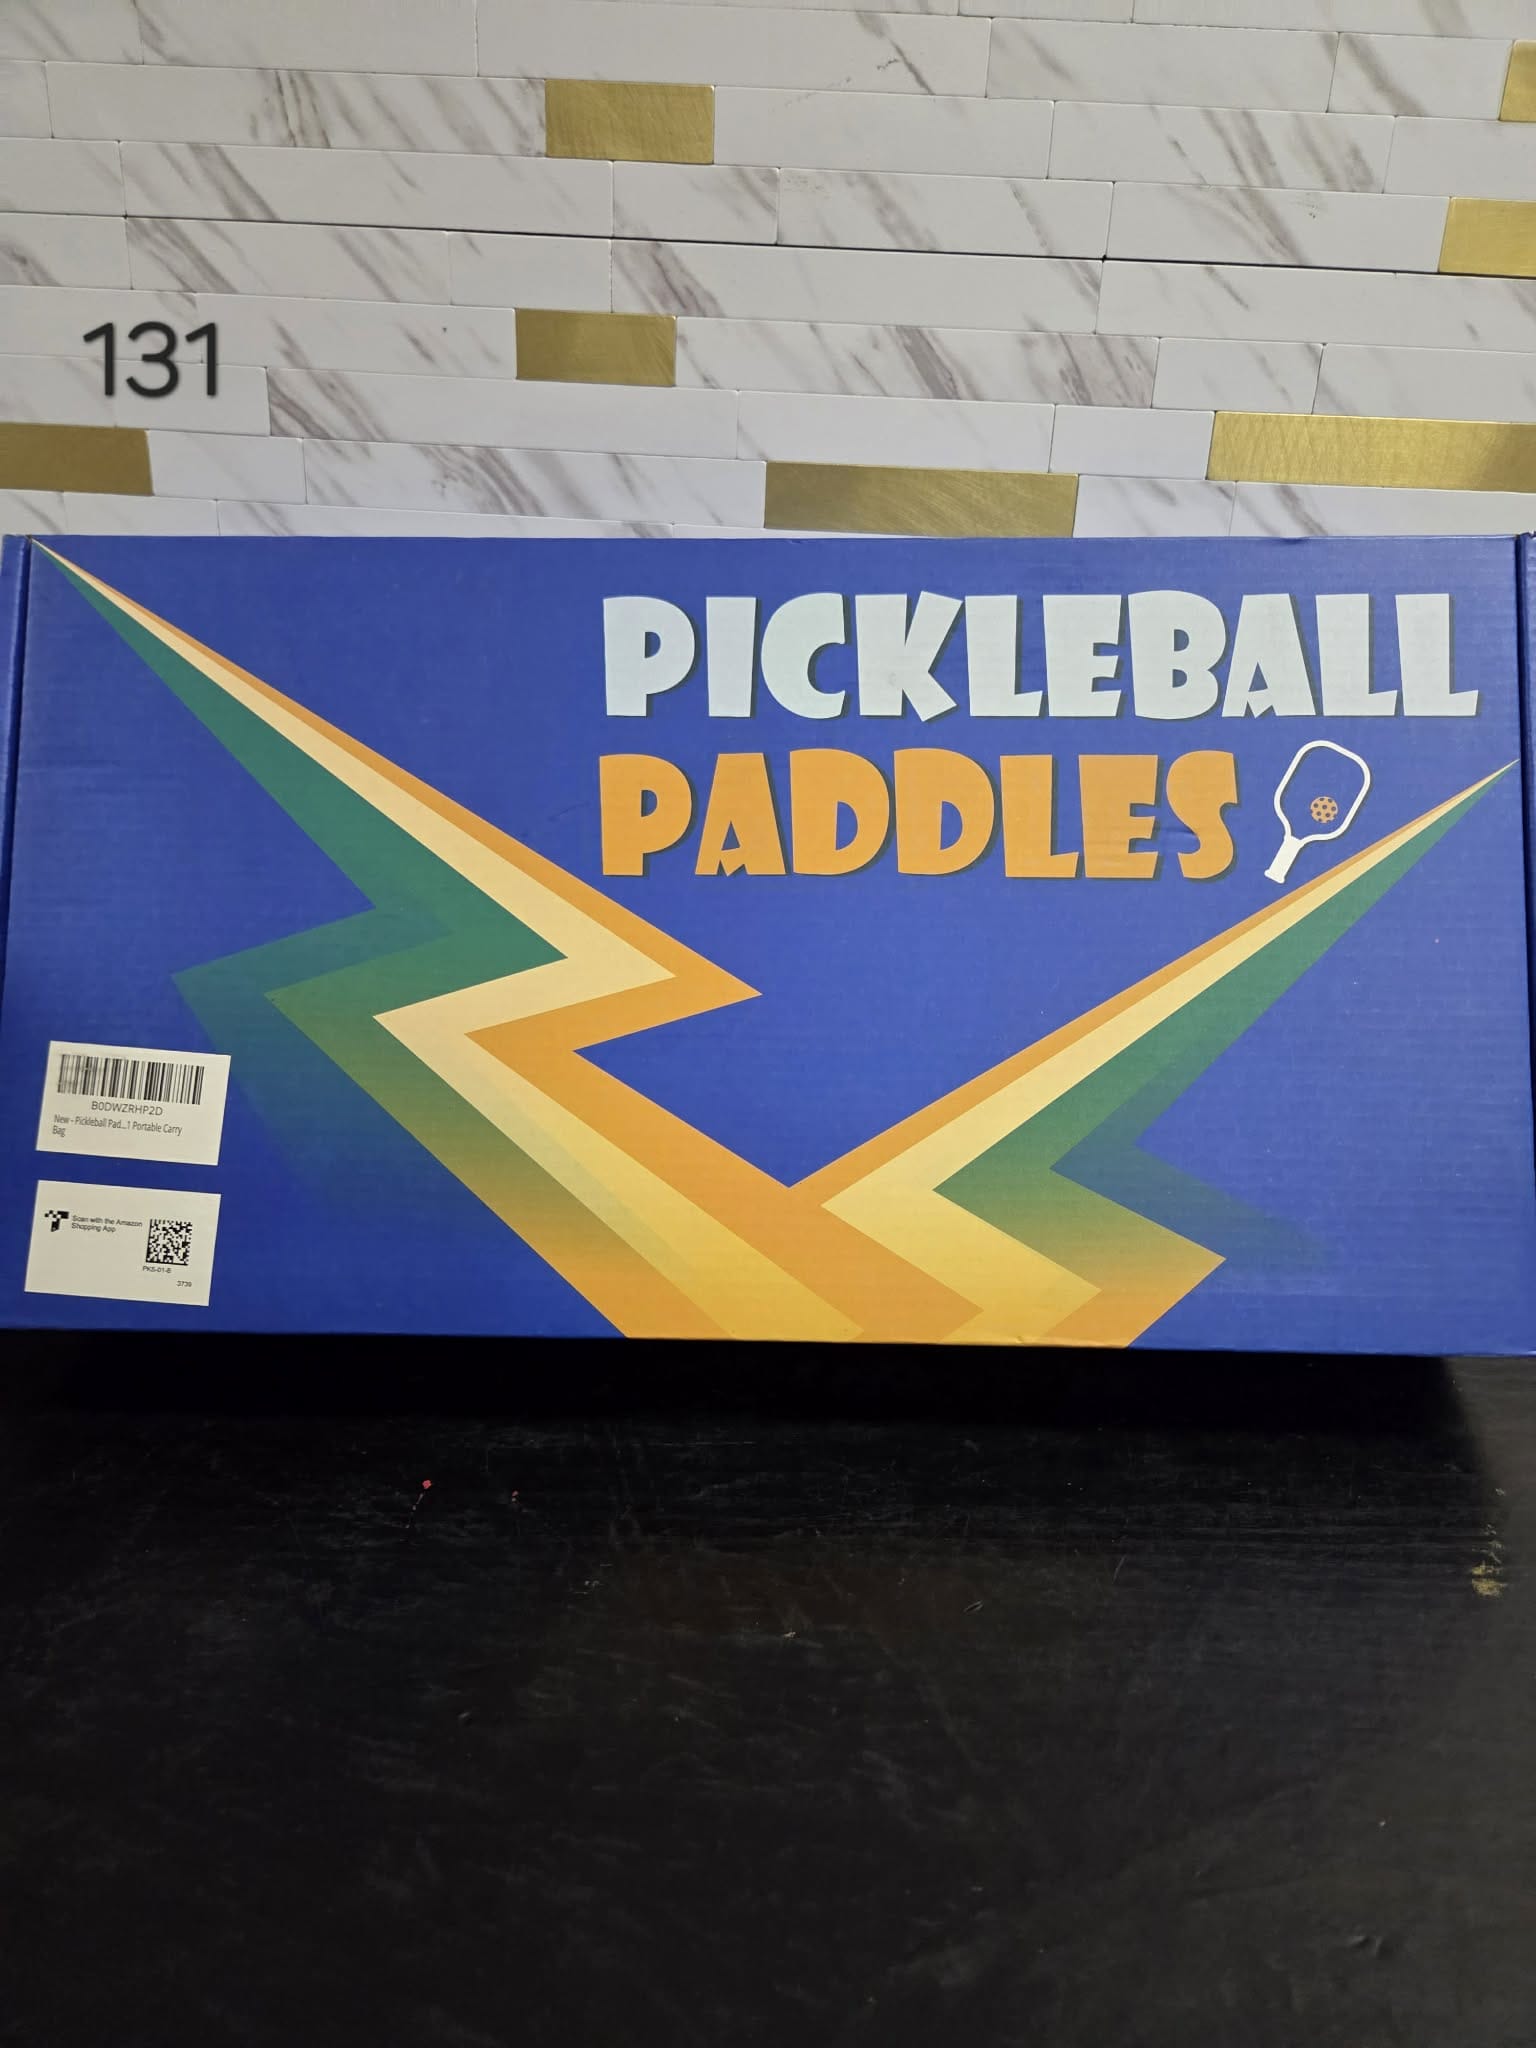 131
PICKLEBALL
PADDLES
B0DWZRHP2D
New - Pickleball Pad...1 Portable Carry
Bag
Scan with the Amazon
Shopping App
PKS-01-B
3739